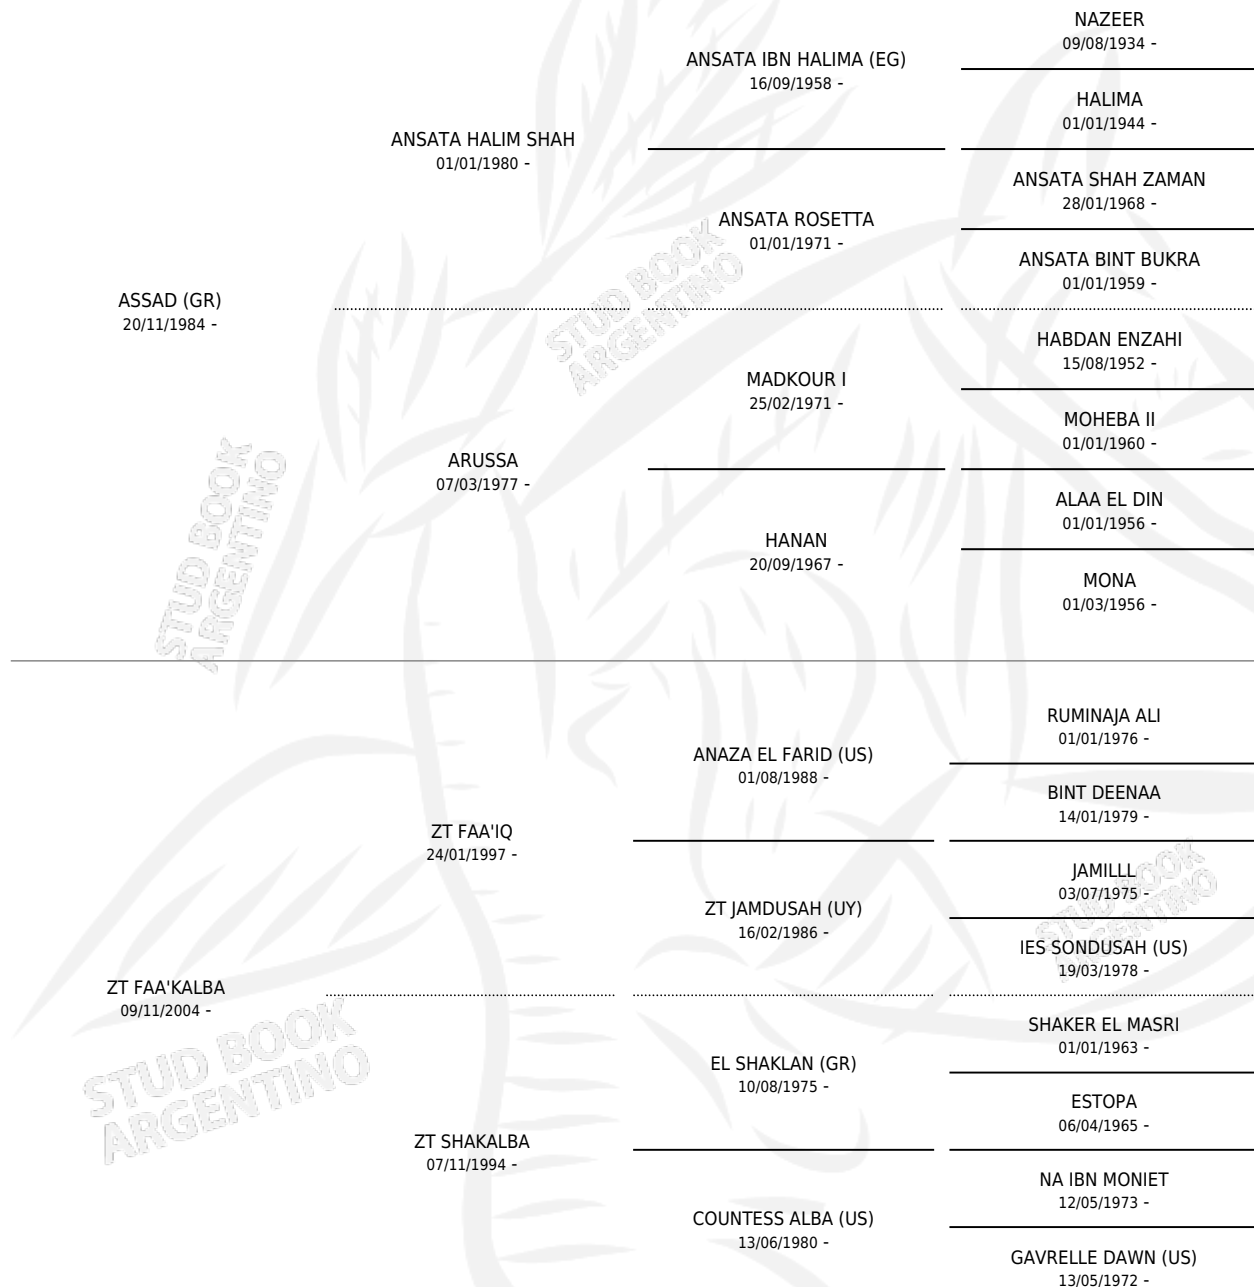 NAZEER
09/08/1934 -
ANSATA IBN HALIMA (EG)
16/09/1958 -
HALIMA
01/01/1944 -
ANSATA HALIM SHAH
01/01/1980 -
ANSATA SHAH ZAMAN
28/01/1968 -
ANSATA ROSETTA
01/01/1971 -
ANSATA BINT BUKRA
01/01/1959 -
ASSAD (GR)
20/11/1984 -
HABDAN ENZAHI
15/08/1952 -
MADKOUR I
25/02/1971 -
MOHEBA II
01/01/1960 -
ARUSSA
07/03/1977 -
ALAA EL DIN
01/01/1956 -
HANAN
20/09/1967 -
MONA
01/03/1956 -
RUMINAJA ALI
01/01/1976 -
ANAZA EL FARID (US)
01/08/1988 -
BINT DEENAA
14/01/1979 -
ZT FAA'IQ
24/01/1997 -
JAMILLL
03/07/1975 -
ZT JAMDUSAH (UY)
16/02/1986 -
IES SONDUSAH (US)
19/03/1978 -
ZT FAA'KALBA
09/11/2004 -
SHAKER EL MASRI
01/01/1963 -
EL SHAKLAN (GR)
10/08/1975 -
ESTOPA
06/04/1965 -
ZT SHAKALBA
07/11/1994 -
NA IBN MONIET
12/05/1973 -
COUNTESS ALBA (US)
13/06/1980 -
GAVRELLE DAWN (US)
13/05/1972 -
STUD BOOK
ARGENTINO
STUD BOOK
ARGENTINO
STUD BOOK
ARGENTINO
STUD BOOK
ARGENTINO